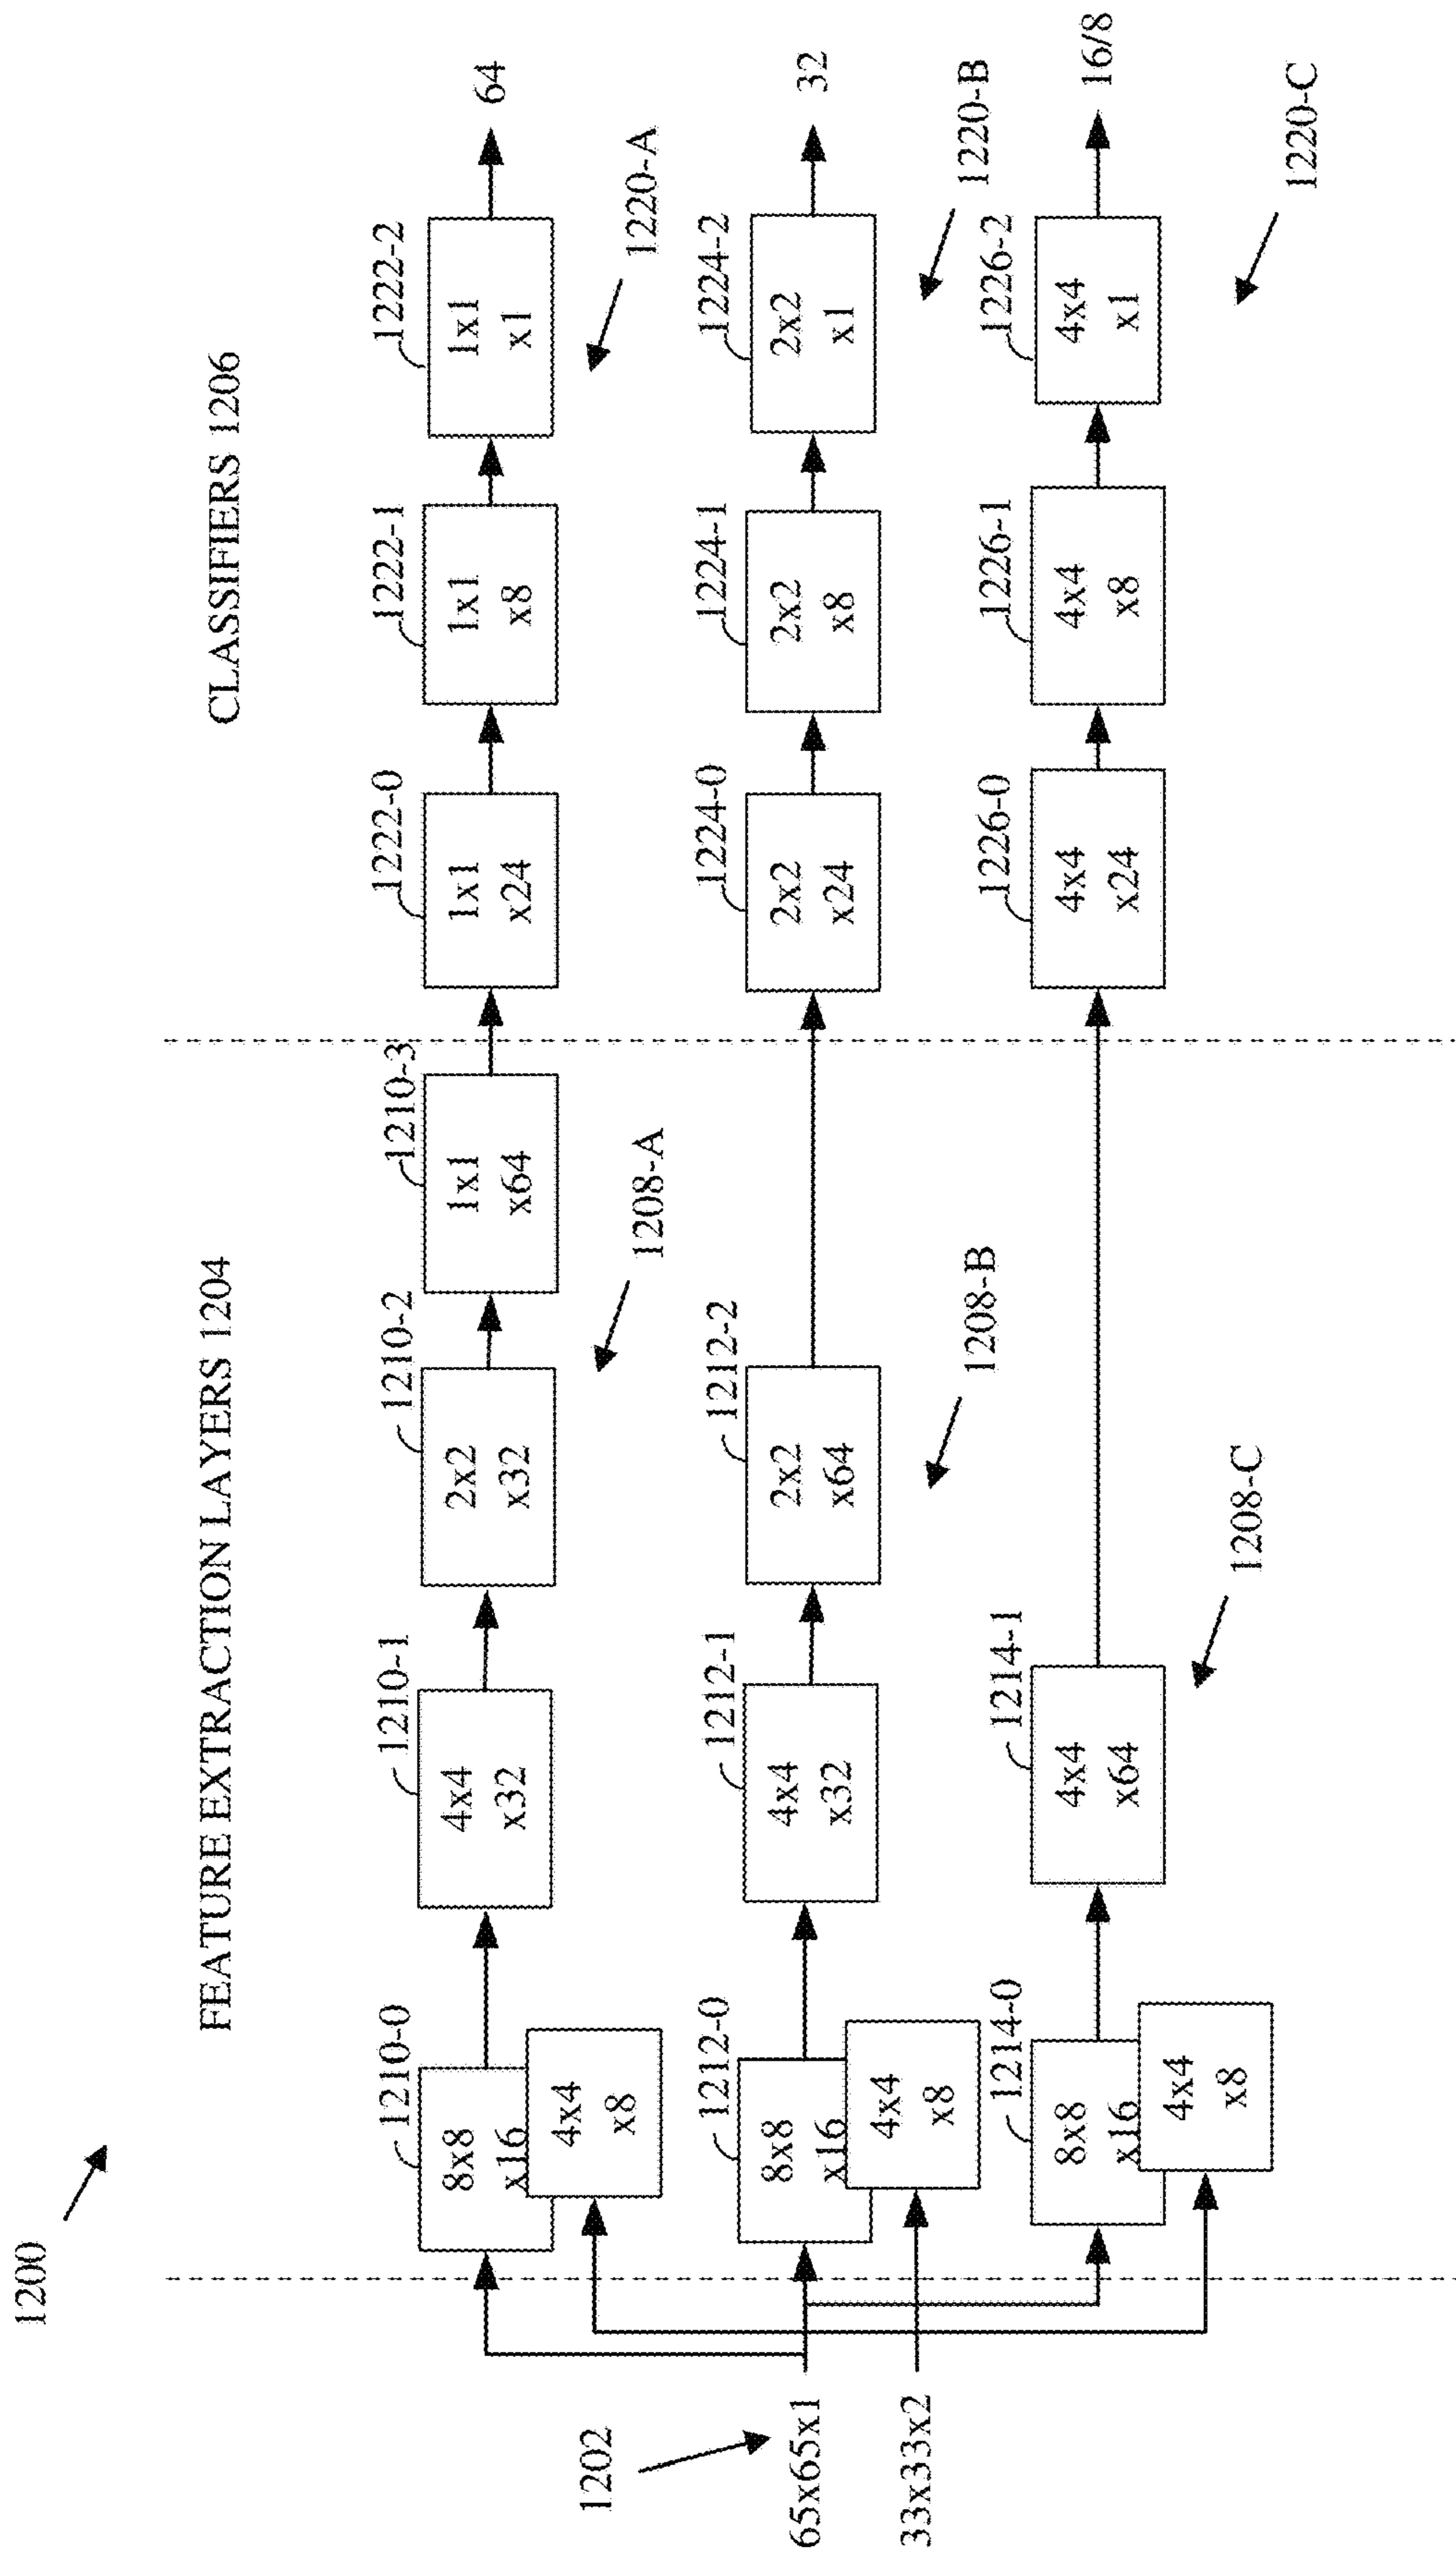 1200
FEATURE EXTRACTION LAYERS 1204
CLASSIFIERS 1206
1202
65x65x1
33x33x2
1210-0
8x8
x16
4x4
x8
1210-1
4x4
x32
1210-2
2x2
x32
1210-3
1x1
x64
1208-A
1222-0
1x1
x24
1222-1
1x1
x8
1222-2
1x1
x1
64
1220-A
1212-0
8x8
x16
4x4
x8
1212-1
4x4
x32
1212-2
2x2
x64
1208-B
1224-0
2x2
x24
1224-1
2x2
x8
1224-2
2x2
x1
32
1220-B
1214-0
8x8
x16
4x4
x8
1214-1
4x4
x64
1208-C
1226-0
4x4
x24
1226-1
4x4
x8
1226-2
4x4
x1
16/8
1220-C